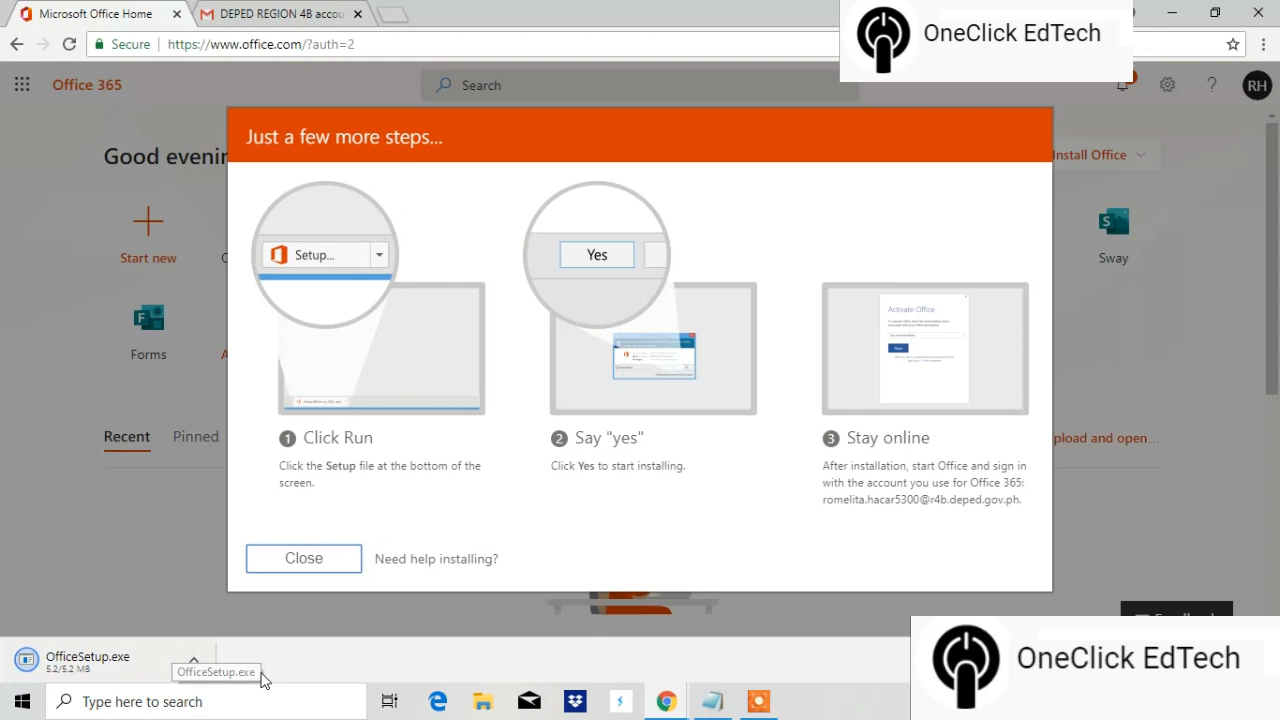 Microsoft Office Home
DEPED REGION 4B accou
OneClick EdTech
Secure
https://www.office.com/?auth=2
Office 365
Search
RH
Good evenin
Install Office
Just a few more steps...
Setup...
Yes
Start new
Sway
Forms
Activate Office
Recent
Pinned
pload and open...
1 Click Run
2 Say "yes"
3 Stay online
Click the Setup file at the bottom of the
screen.
Click Yes to start installing.
After installation, start Office and sign in
with the account you use for Office 365:
romelita.hacar5300@r4b.deped.gov.ph.
Close
Need help installing?
OfficeSetup.exe
5.2/5.2 MB
OfficeSetup.exe
OneClick EdTech
Type here to search